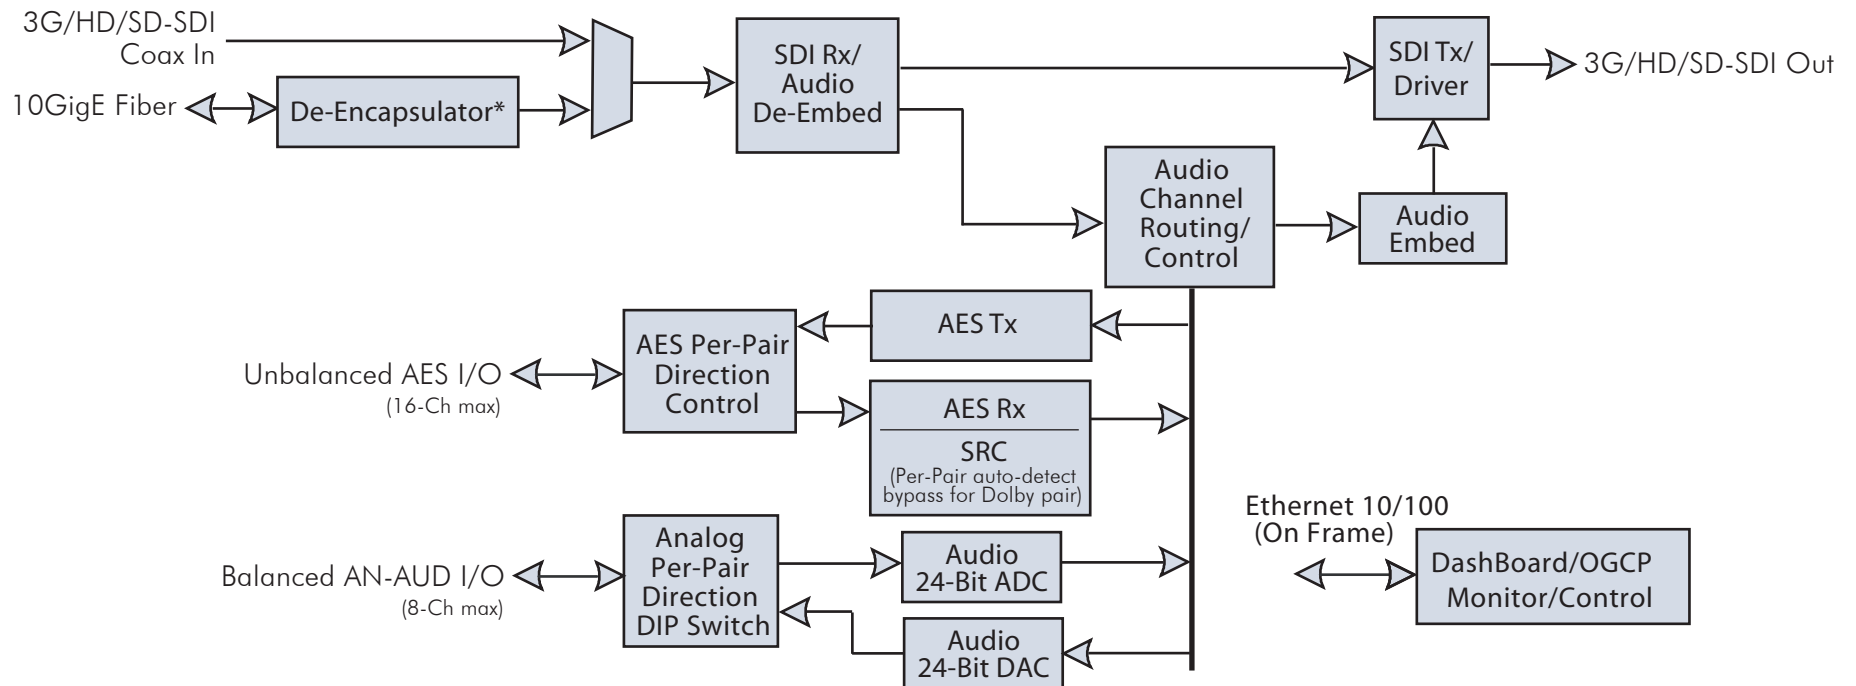 3G/HD/SD-SDI
Coax In
10GigE Fiber
De-Encapsulator*
SDI Rx/
Audio
De-Embed
SDI Tx/
Driver
3G/HD/SD-SDI Out
Audio
Channel
Routing/
Control
Audio
Embed
Unbalanced AES I/O
(16-Ch max)
AES Per-Pair
Direction
Control
AES Tx
AES Rx
SRC
(Per-Pair auto-detect
bypass for Dolby pair)
Balanced AN-AUD I/O
(8-Ch max)
Analog
Per-Pair
Direction
DIP Switch
Audio
24-Bit ADC
Audio
24-Bit DAC
Ethernet 10/100
(On Frame)
DashBoard/OGCP
Monitor/Control